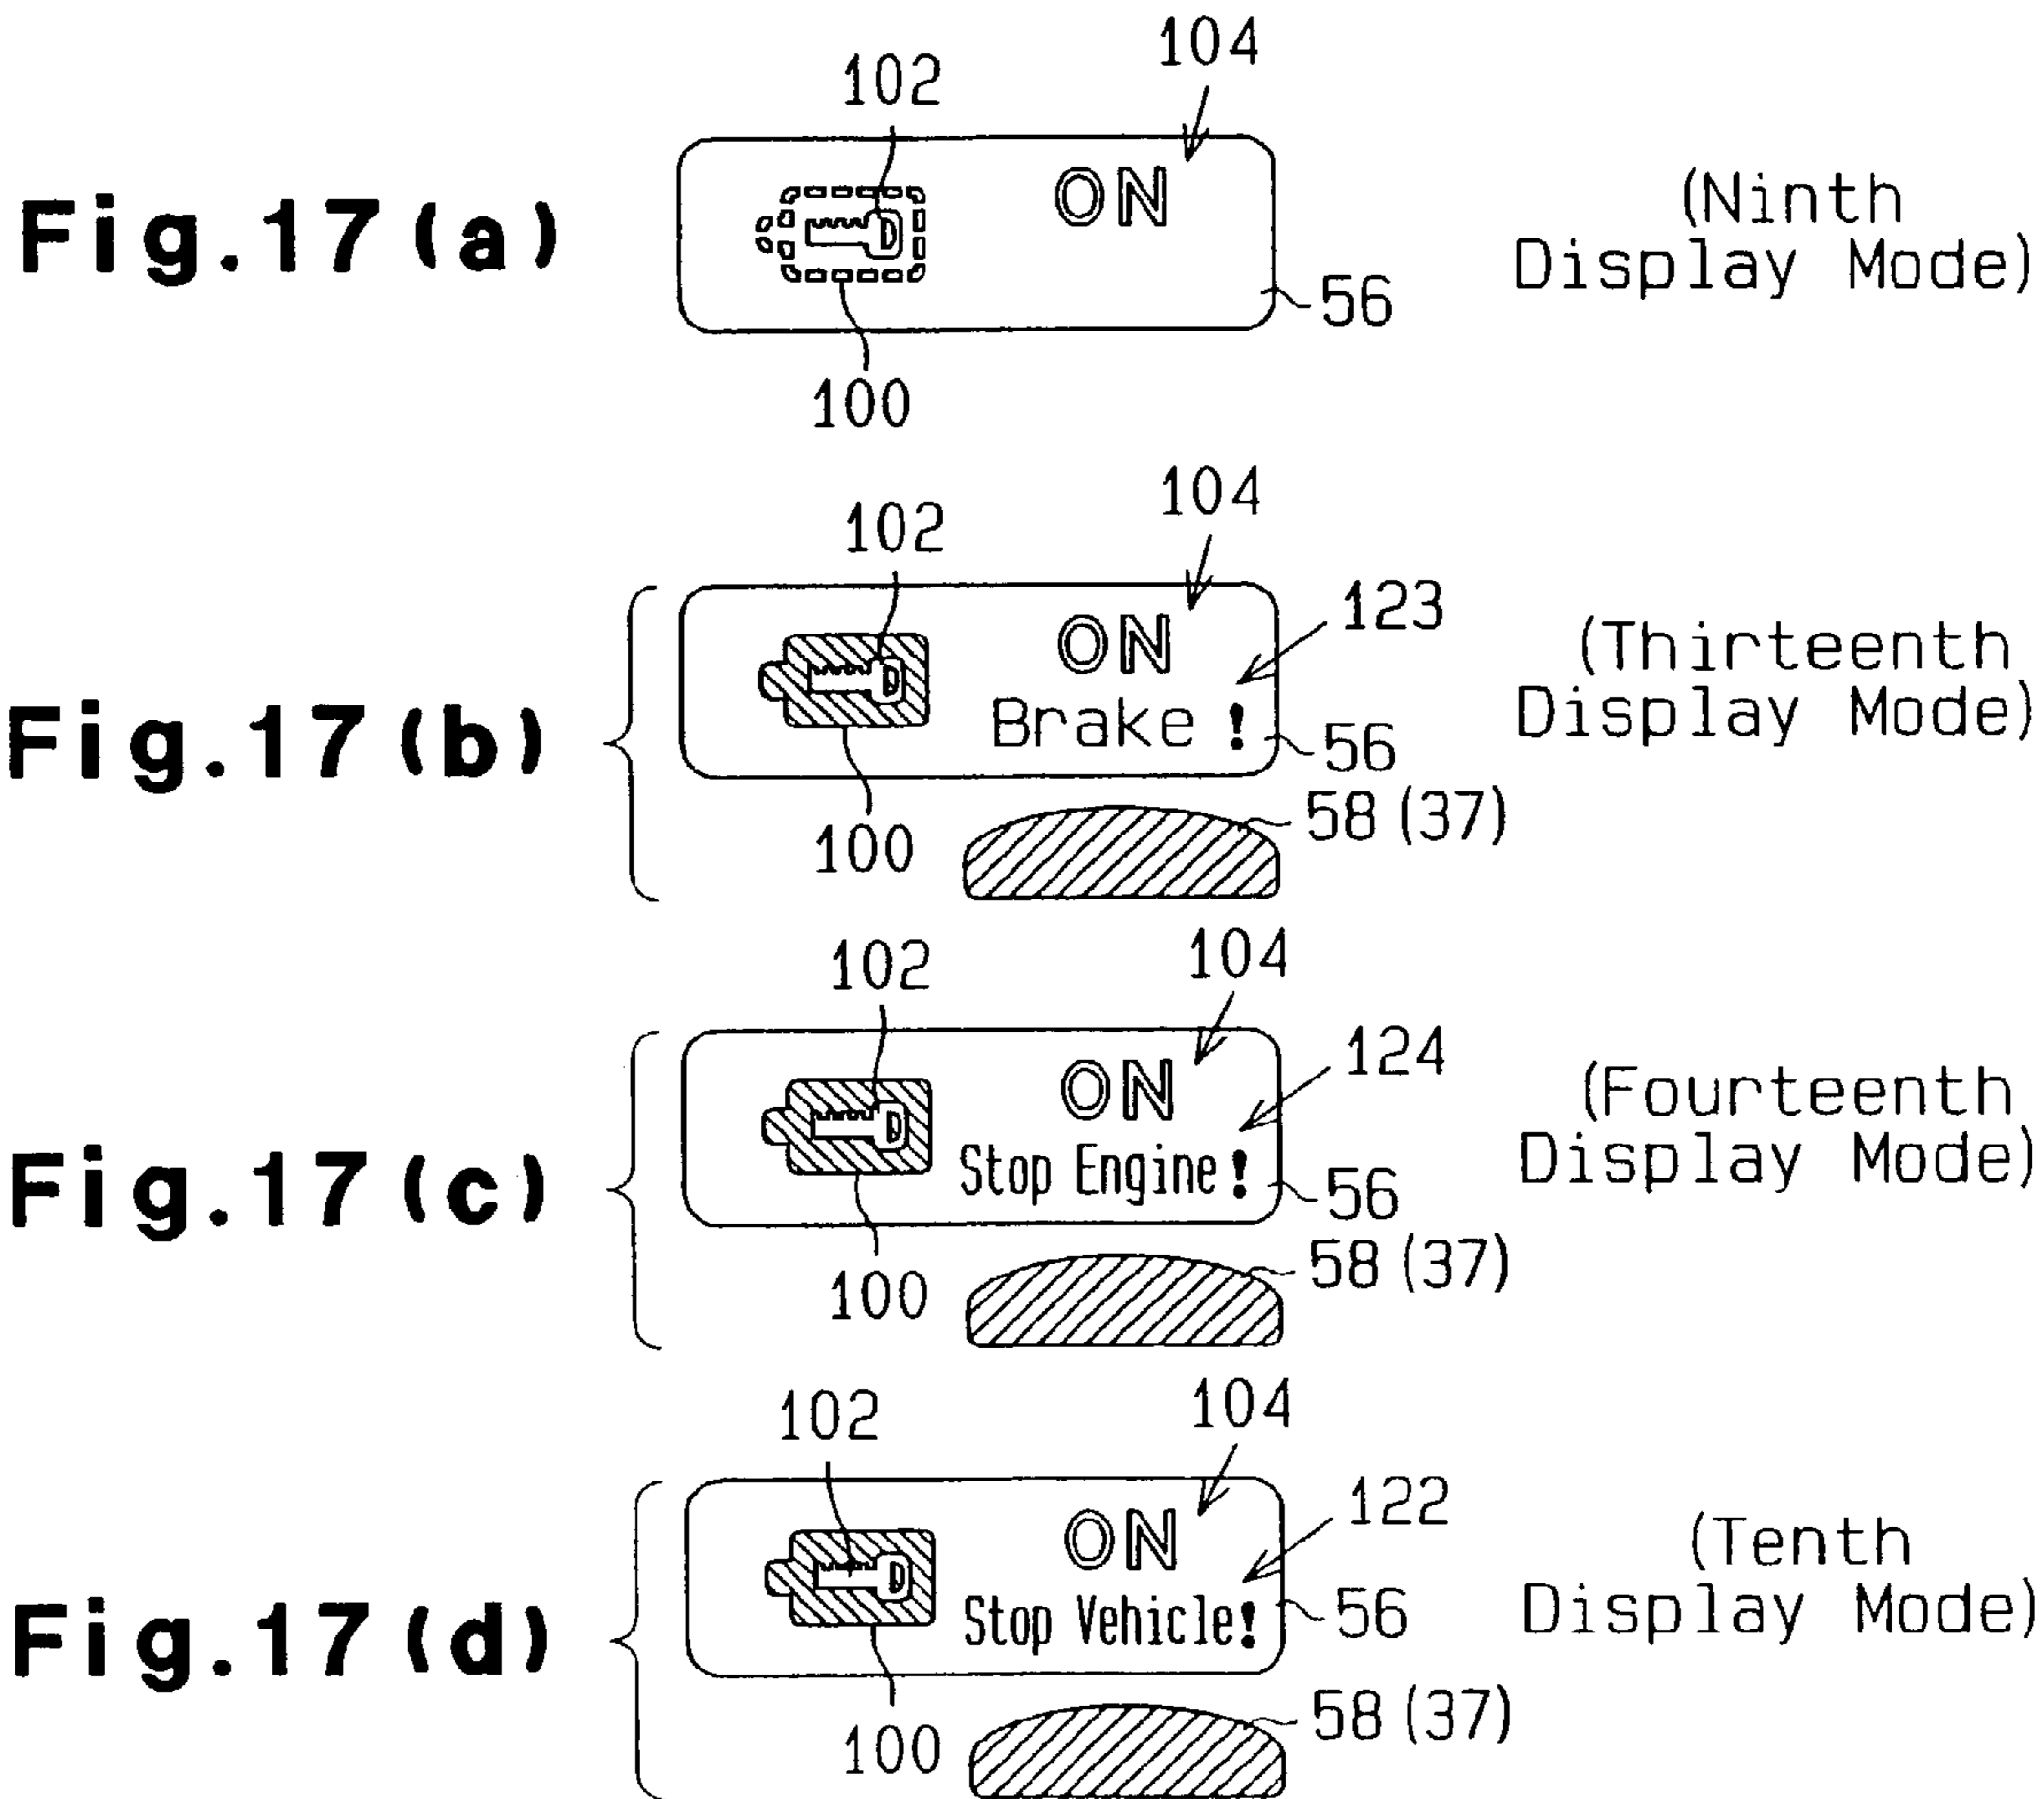 104
102
Fig.17(a)
ON
(Ninth
Display Mode)
56
100
104
102
123
Fig.17(b)
ON
(Thirteenth
Display Mode)
Brake !
56
58 (37)
100
104
102
124
Fig.17(c)
ON
(Fourteenth
Display Mode)
Stop Engine!
56
58 (37)
100
104
102
122
Fig.17(d)
ON
(Tenth
Display Mode)
Stop Vehicle!
56
58 (37)
100